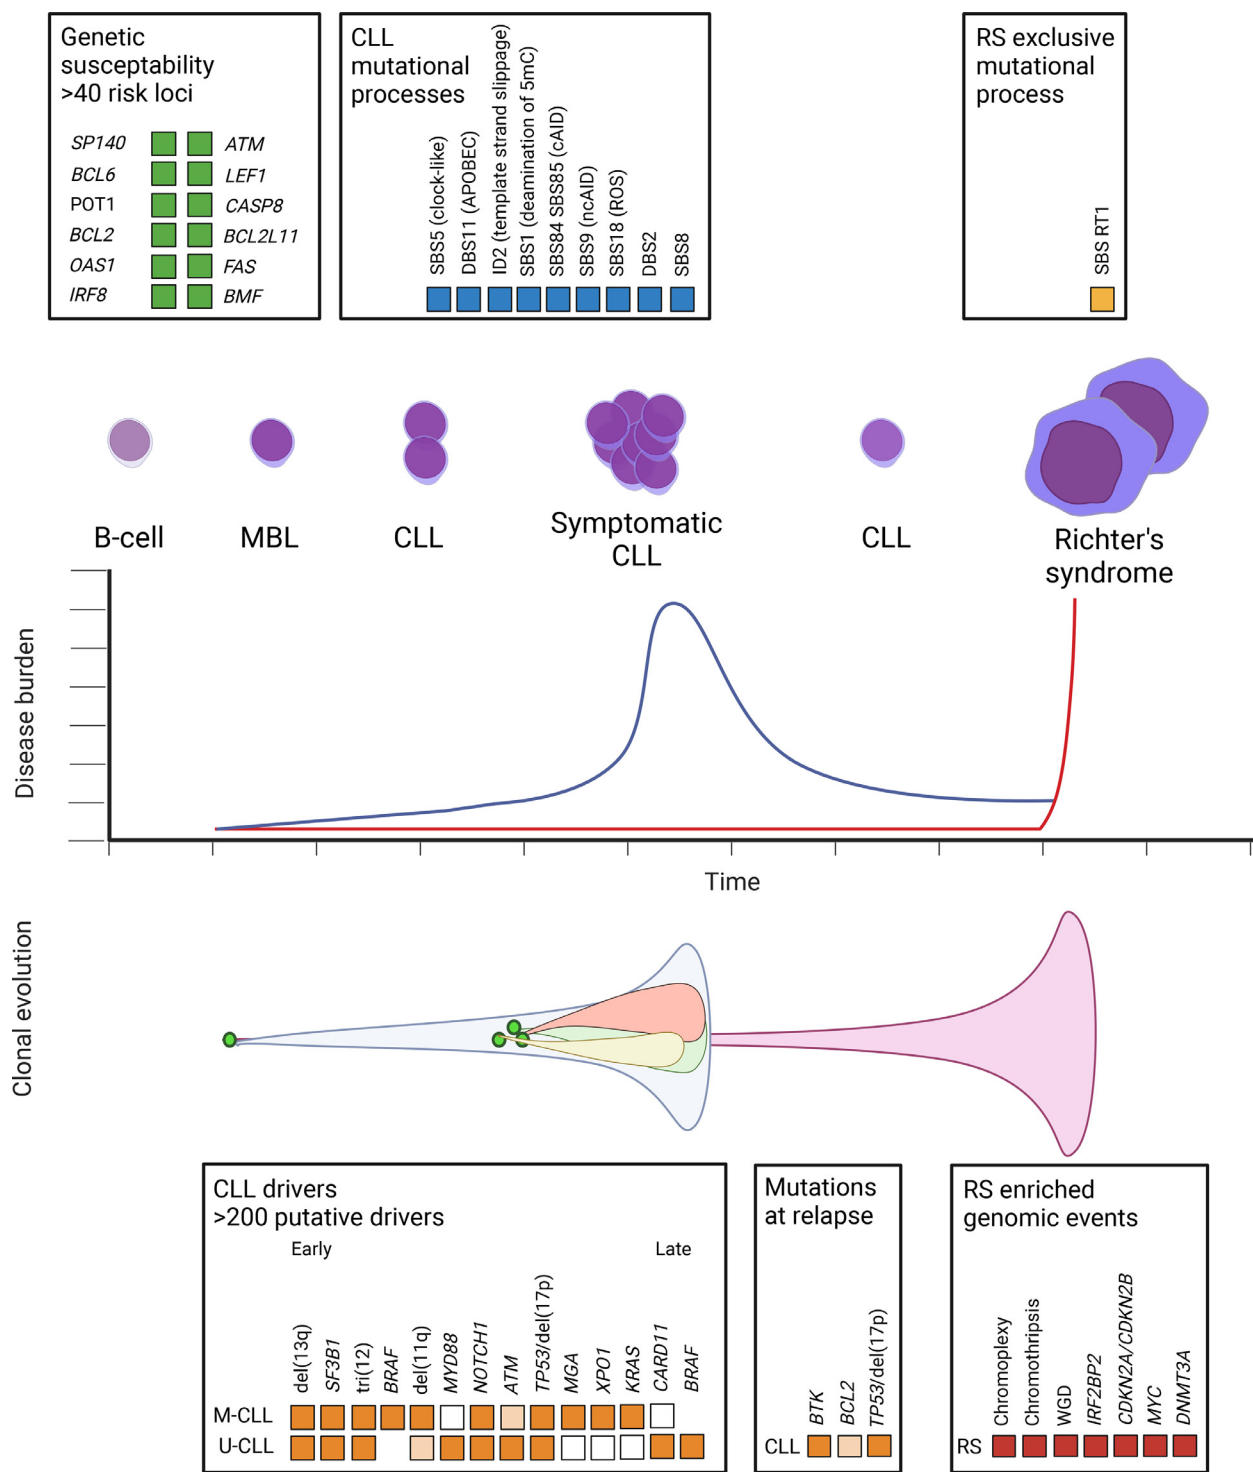 Genetic
susceptability
>40 risk loci
SP140 ATM
BCL6 LEF1
POT1 CASP8
BCL2 BCL2L11
OAS1 FAS
IRF8 BMF
CLL
mutational
processes
SBS5 (clock-like)
DBS11 (APOBEC)
ID2 (template strand slippage)
SBS1 (deamination of 5mC)
SBS84 SBS85 (cAID)
SBS9 (ncAID)
SBS18 (ROS)
DBS2
SBS8
RS exclusive
mutational
process
SBS RT1
B-cell
MBL
CLL
Symptomatic
CLL
CLL
Richter's
syndrome
Disease burden
Time
Clonal evolution
CLL drivers
>200 putative drivers
Early Late
del(13q)
SF3B1
tri(12)
BRAF
del(11q)
MYD88
NOTCH1
ATM
TP53/del(17p)
MGA
XPO1
KRAS
CARD11
BRAF
M-CLL
U-CLL
Mutations
at relapse
BTK
BCL2
TP53/del(17p)
CLL
RS enriched
genomic events
Chromoplexy
Chromothripsis
WGD
IRF2BP2
CDKN2A/CDKN2B
MYC
DNMT3A
RS